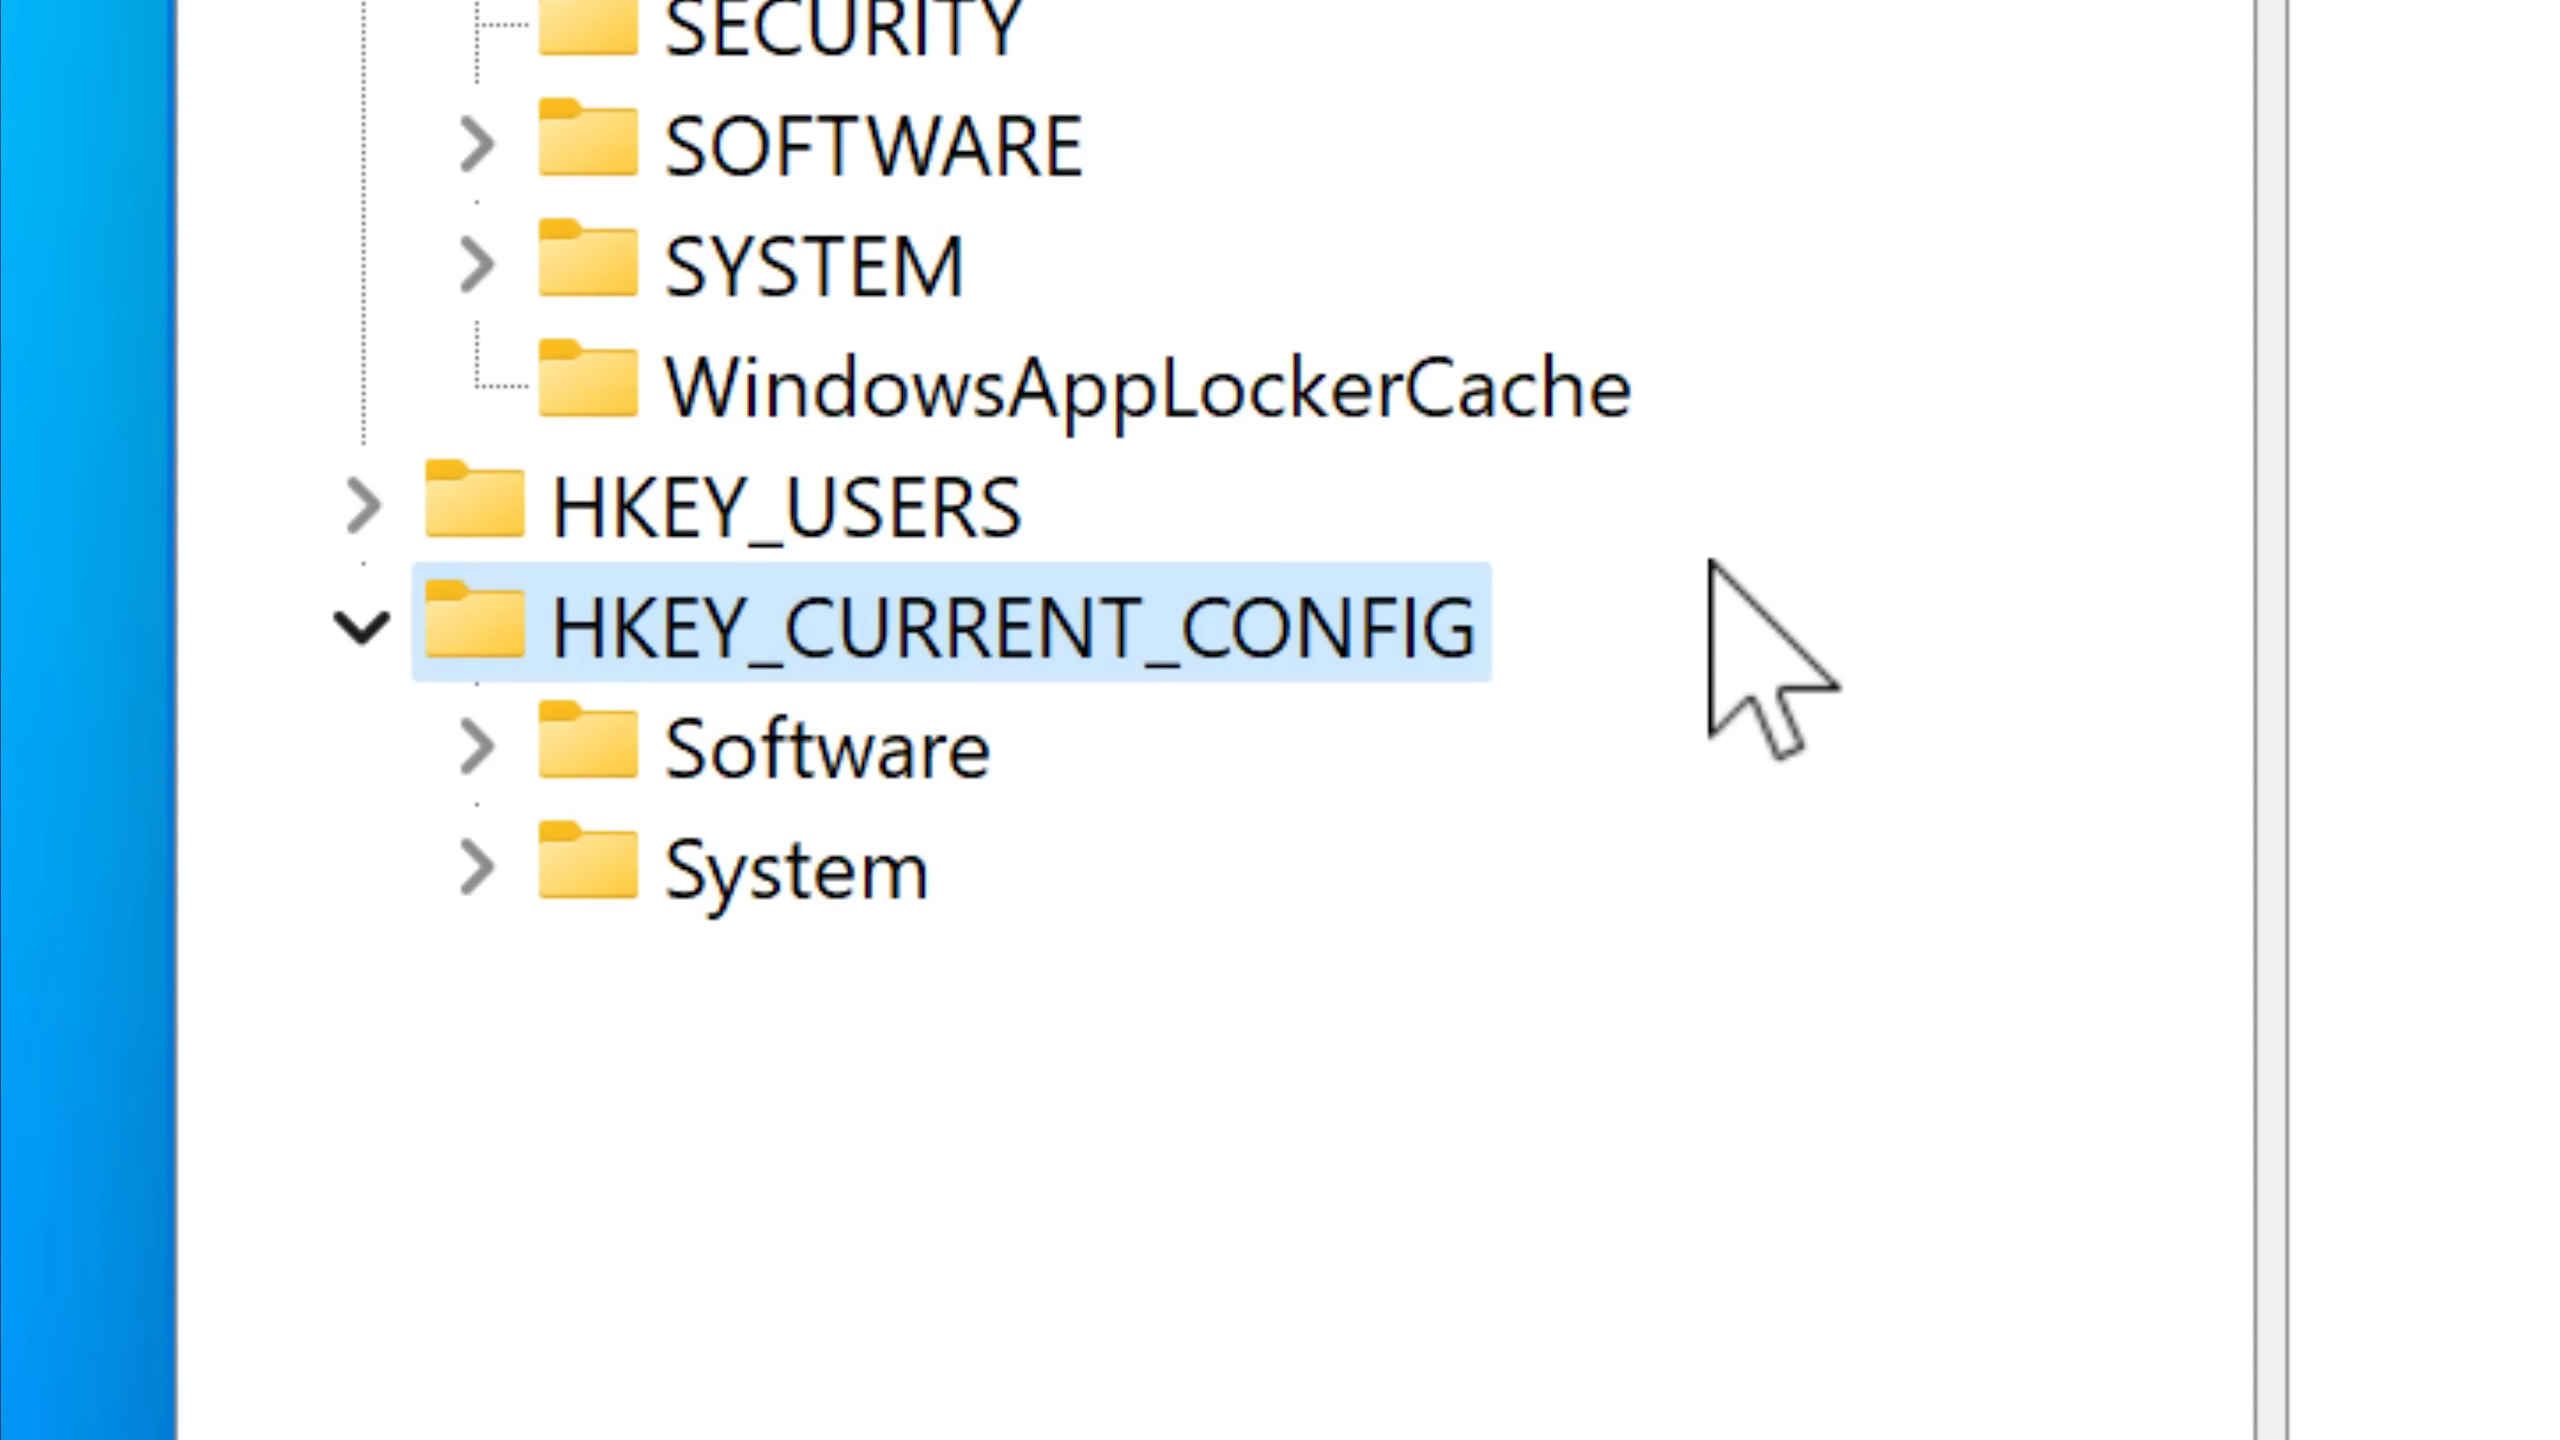 SECURITY
SOFTWARE
SYSTEM
WindowsAppLockerCache
HKEY_USERS
HKEY_CURRENT_CONFIG
Software
System